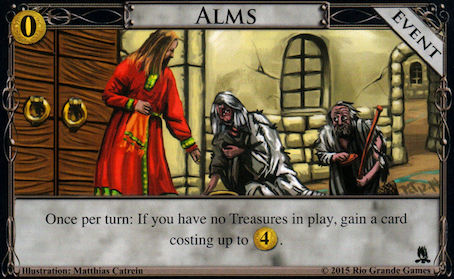 0
ALMS
EVENT
Once per turn: If you have no Treasures in play, gain a card
costing up to 4.
Illustration: Matthias Catrein
© 2015 Rio Grande Games